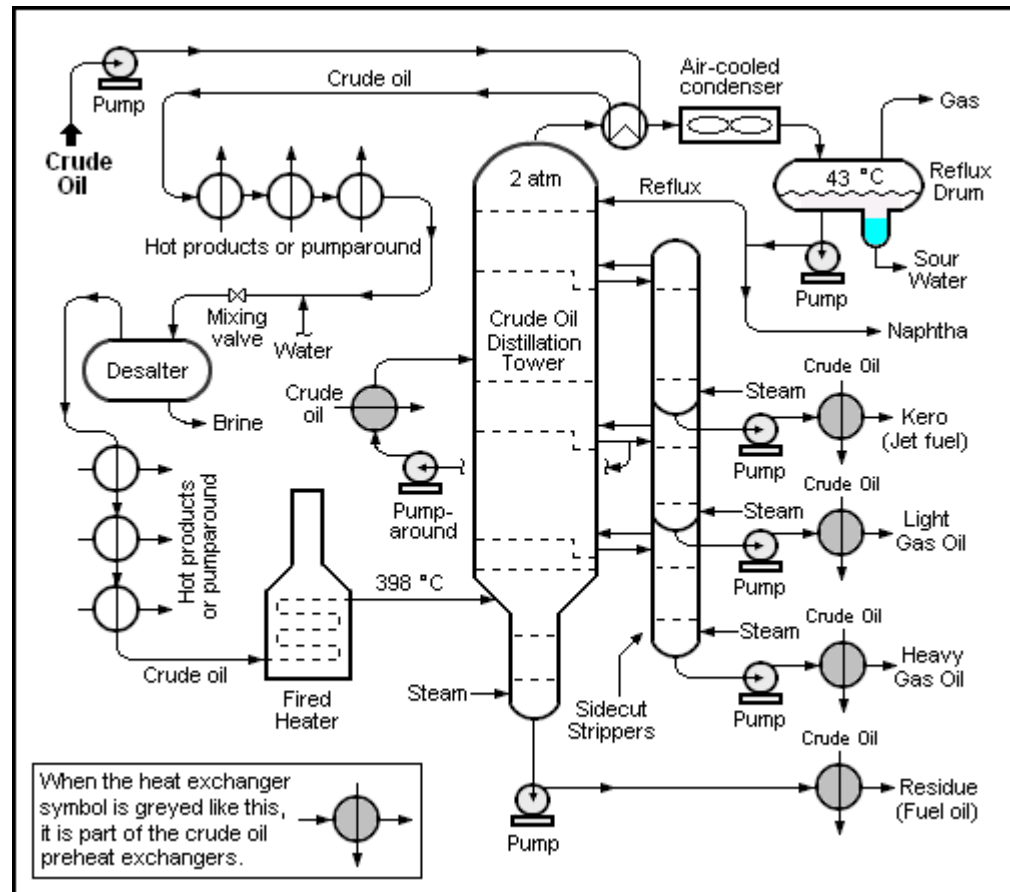 Pump
Crude
Oil
Crude oil
Air-cooled
condenser
Gas
2 atm
Reflux
43 °C
Reflux
Drum
Hot products or pumparound
Pump
Sour
Water
Mixing
valve
Water
Naphtha
Desalter
Brine
Crude Oil
Distillation
Tower
Crude
oil
Steam
Crude Oil
Kero
(Jet fuel)
Pump
Pump-
around
Hot products
or pumparound
Steam
Crude Oil
Light
Gas Oil
Pump
398 °C
Steam
Crude Oil
Heavy
Gas Oil
Pump
Crude oil
Fired
Heater
Steam
Sidecut
Strippers
Crude Oil
Residue
(Fuel oil)
Pump
When the heat exchanger
symbol is greyed like this,
it is part of the crude oil
preheat exchangers.